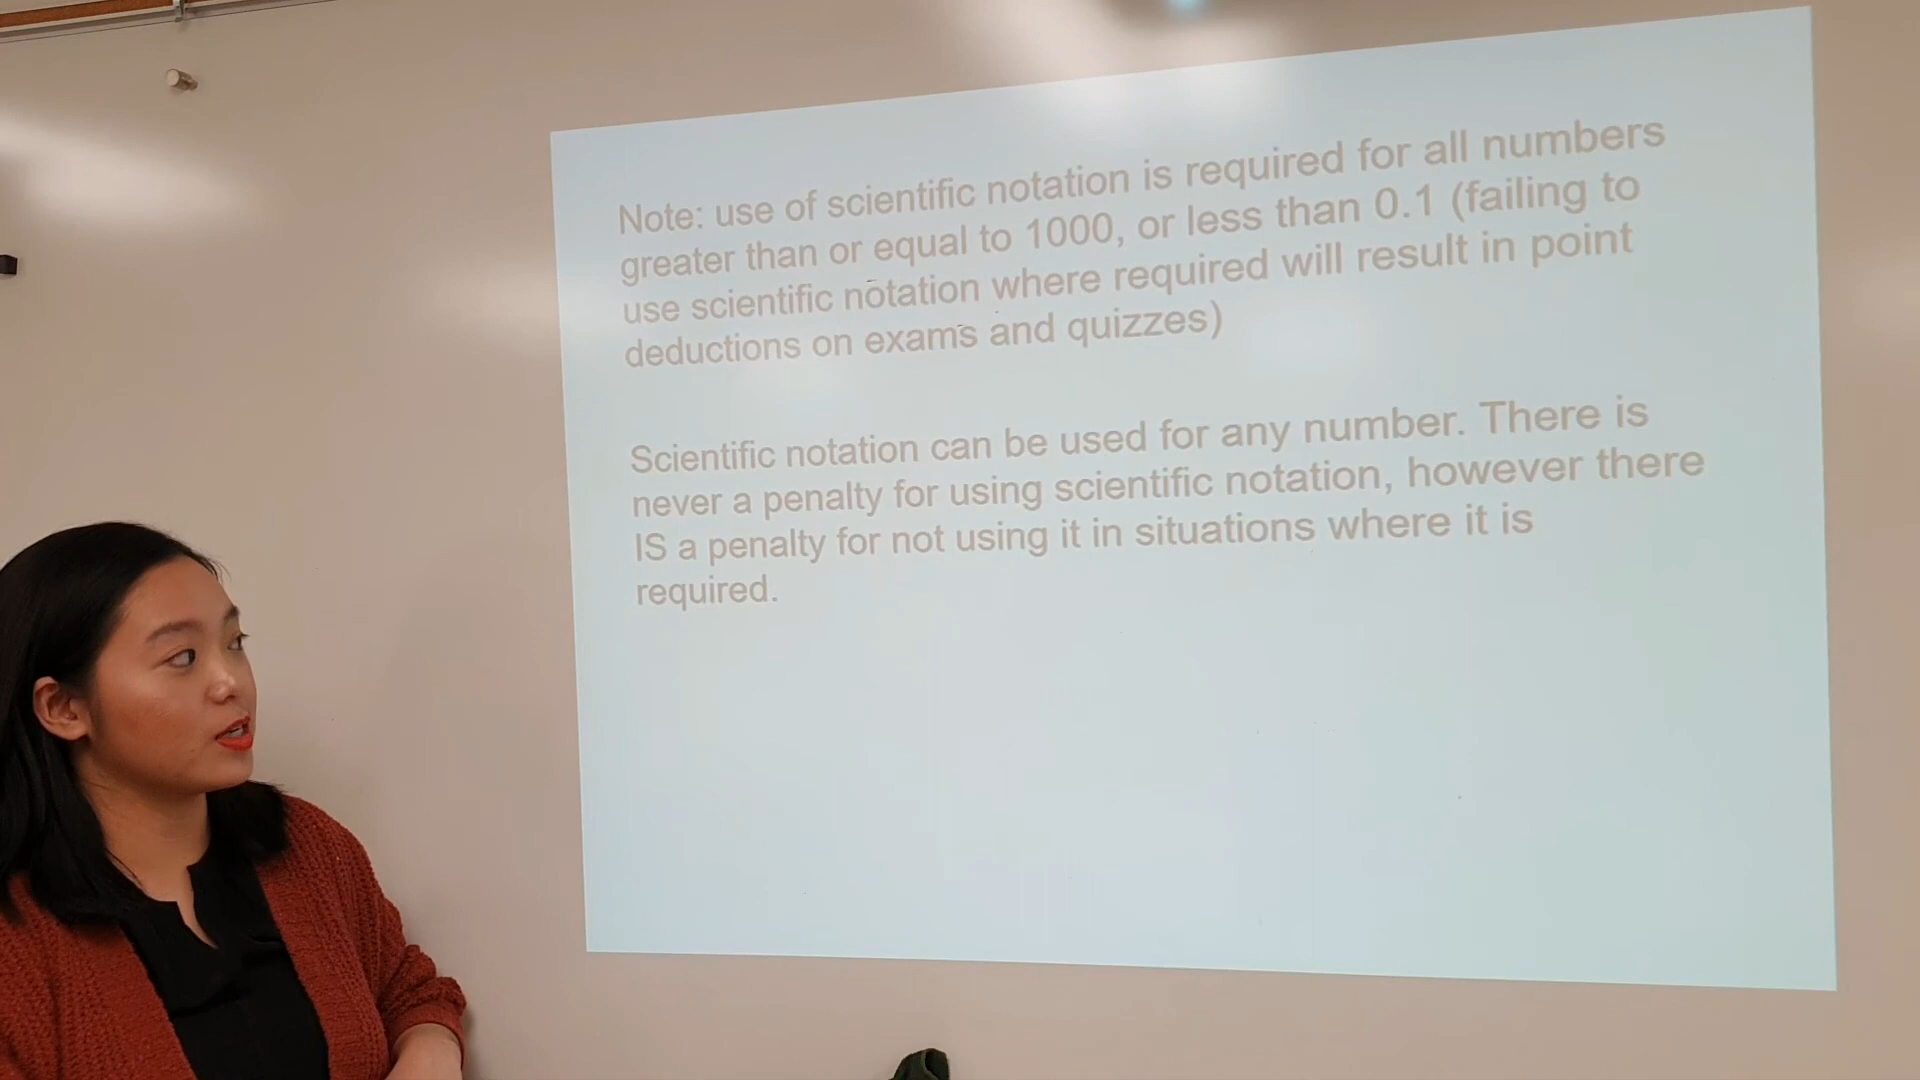 Note: use of scientific notation is required for all numbers
greater than or equal to 1000, or less than 0.1 (failing to
use scientific notation where required will result in point
deductions on exams and quizzes)
Scientific notation can be used for any number. There is
never a penalty for using scientific notation, however there
IS a penalty for not using it in situations where it is
required.